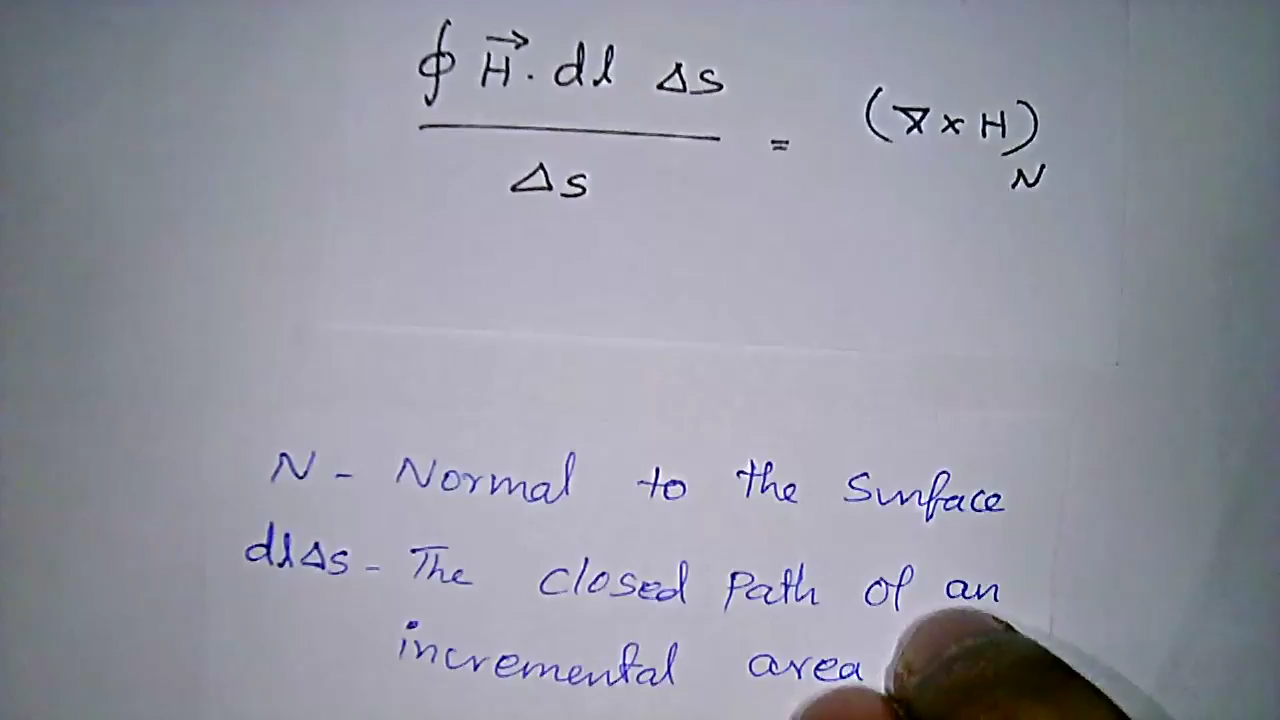 ∮ H⃗ . dl Δs
Δs
= (∇ × H)
N
N - Normal to the Surface
dlΔs - The closed path of an
incremental area